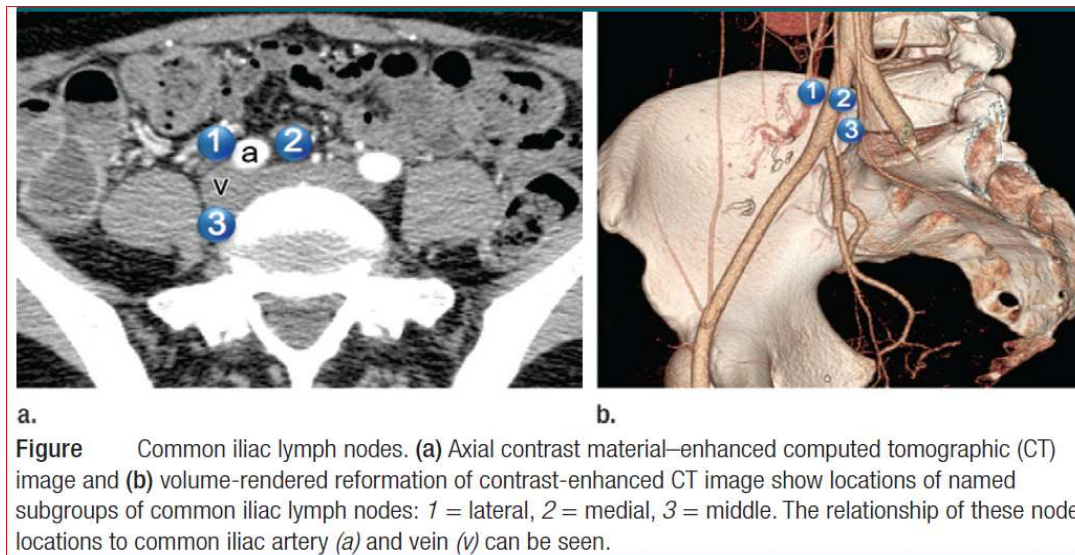 1
a
2
v
3
1
2
3
a.
b.
Figure Common iliac lymph nodes. (a) Axial contrast material–enhanced computed tomographic (CT)
image and (b) volume-rendered reformation of contrast-enhanced CT image show locations of named
subgroups of common iliac lymph nodes: 1 = lateral, 2 = medial, 3 = middle. The relationship of these node
locations to common iliac artery (a) and vein (v) can be seen.